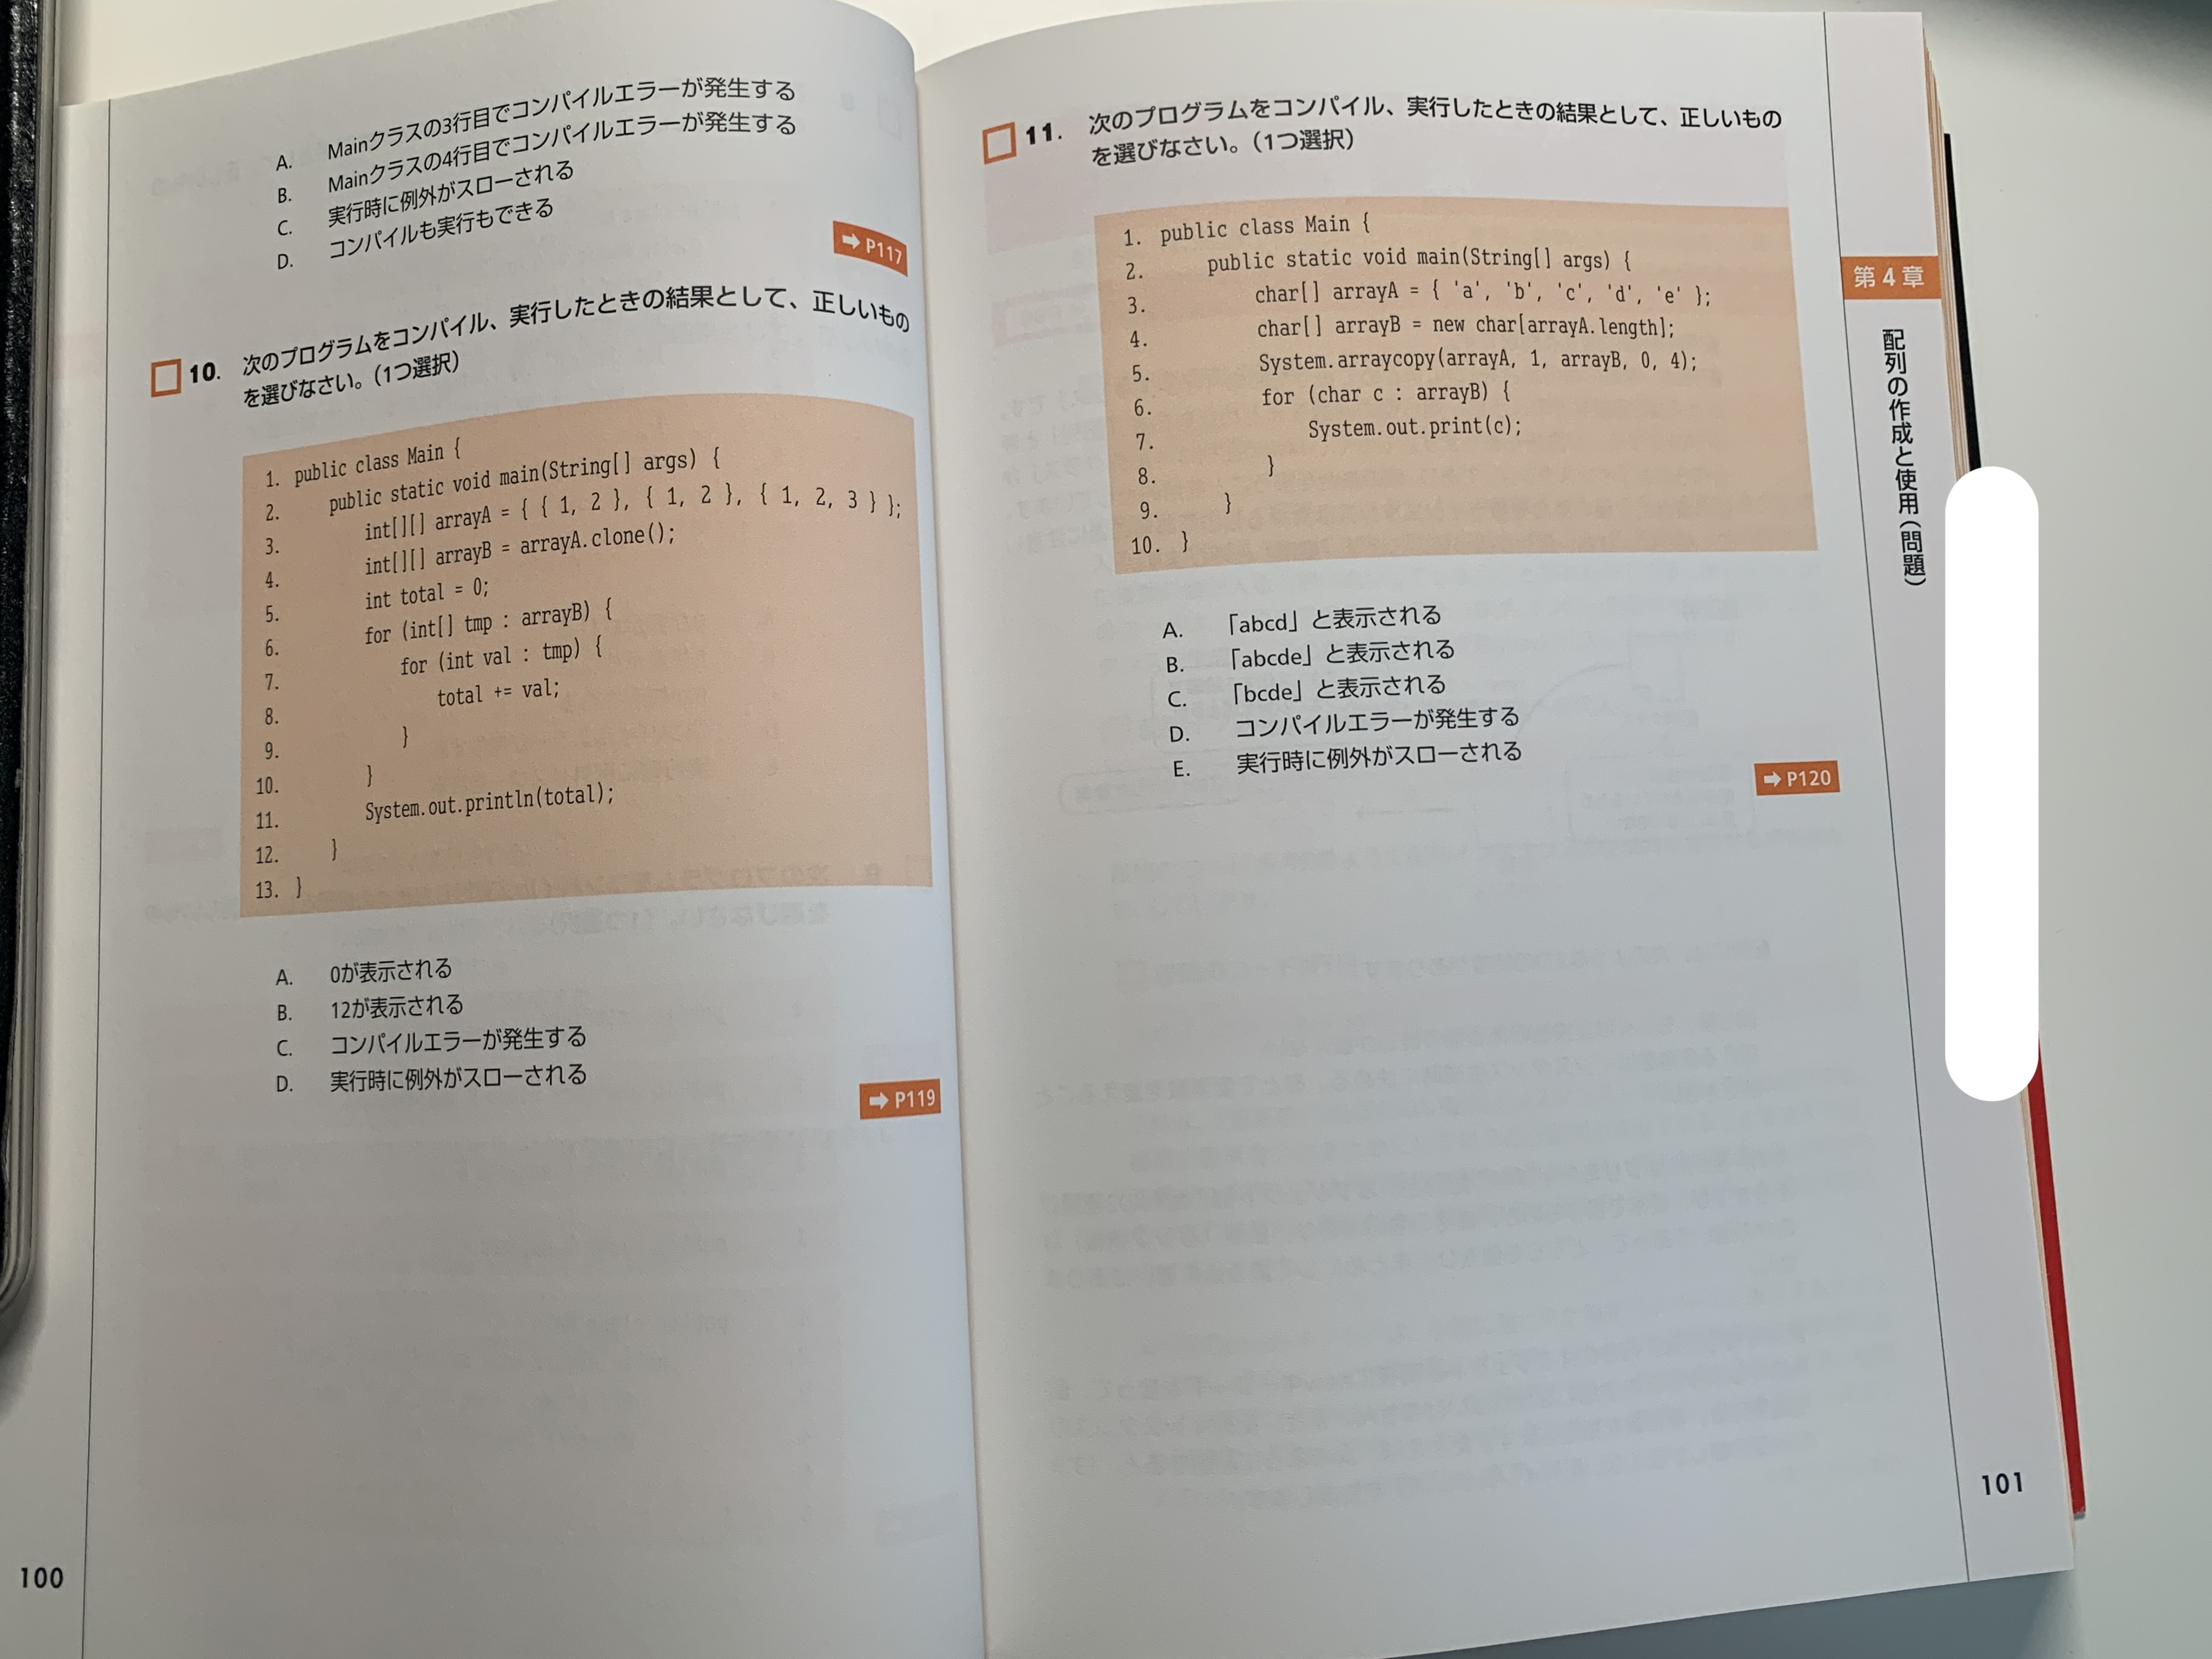 A. Mainクラスの3行目でコンパイルエラーが発生する
B. Mainクラスの4行目でコンパイルエラーが発生する
C. 実行時に例外がスローされる
D. コンパイルも実行もできる
➡ P117
10. 次のプログラムをコンパイル、実行したときの結果として、正しいもの
を選びなさい。（1つ選択）
1. public class Main {
2. public static void main(String[] args) {
3. int[][] arrayA = { { 1, 2 }, { 1, 2 }, { 1, 2, 3 } };
4. int[][] arrayB = arrayA.clone();
5. int total = 0;
6. for (int[] tmp : arrayB) {
7. for (int val : tmp) {
8. total += val;
9. }
10. }
11. System.out.println(total);
12. }
13. }
A. 0が表示される
B. 12が表示される
C. コンパイルエラーが発生する
D. 実行時に例外がスローされる
➡ P119
100
11. 次のプログラムをコンパイル、実行したときの結果として、正しいもの
を選びなさい。（1つ選択）
1. public class Main {
2. public static void main(String[] args) {
3. char[] arrayA = { 'a', 'b', 'c', 'd', 'e' };
4. char[] arrayB = new char[arrayA.length];
5. System.arraycopy(arrayA, 1, arrayB, 0, 4);
6. for (char c : arrayB) {
7. System.out.print(c);
8. }
9. }
10. }
A. 「abcd」と表示される
B. 「abcde」と表示される
C. 「bcde」と表示される
D. コンパイルエラーが発生する
E. 実行時に例外がスローされる
➡ P120
第4章
配列の作成と使用（問題）
101